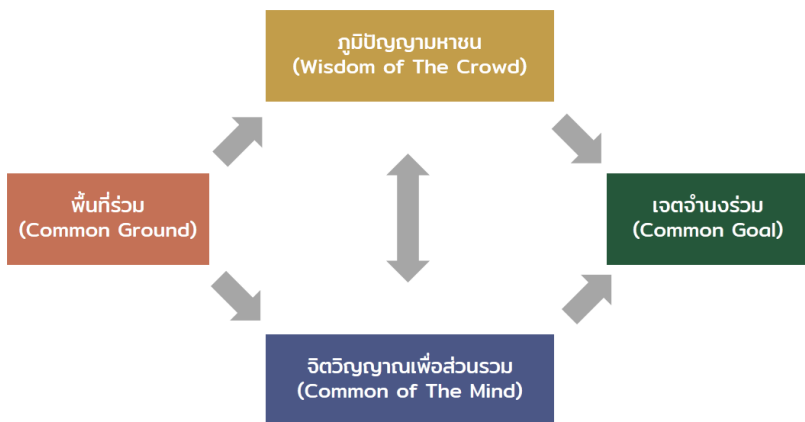 ภูมิปัญญามหาชน
(Wisdom of The Crowd)
พื้นที่ร่วม
(Common Ground)
เจตจำนงร่วม
(Common Goal)
จิตวิญญาณเพื่อส่วนรวม
(Common of The Mind)